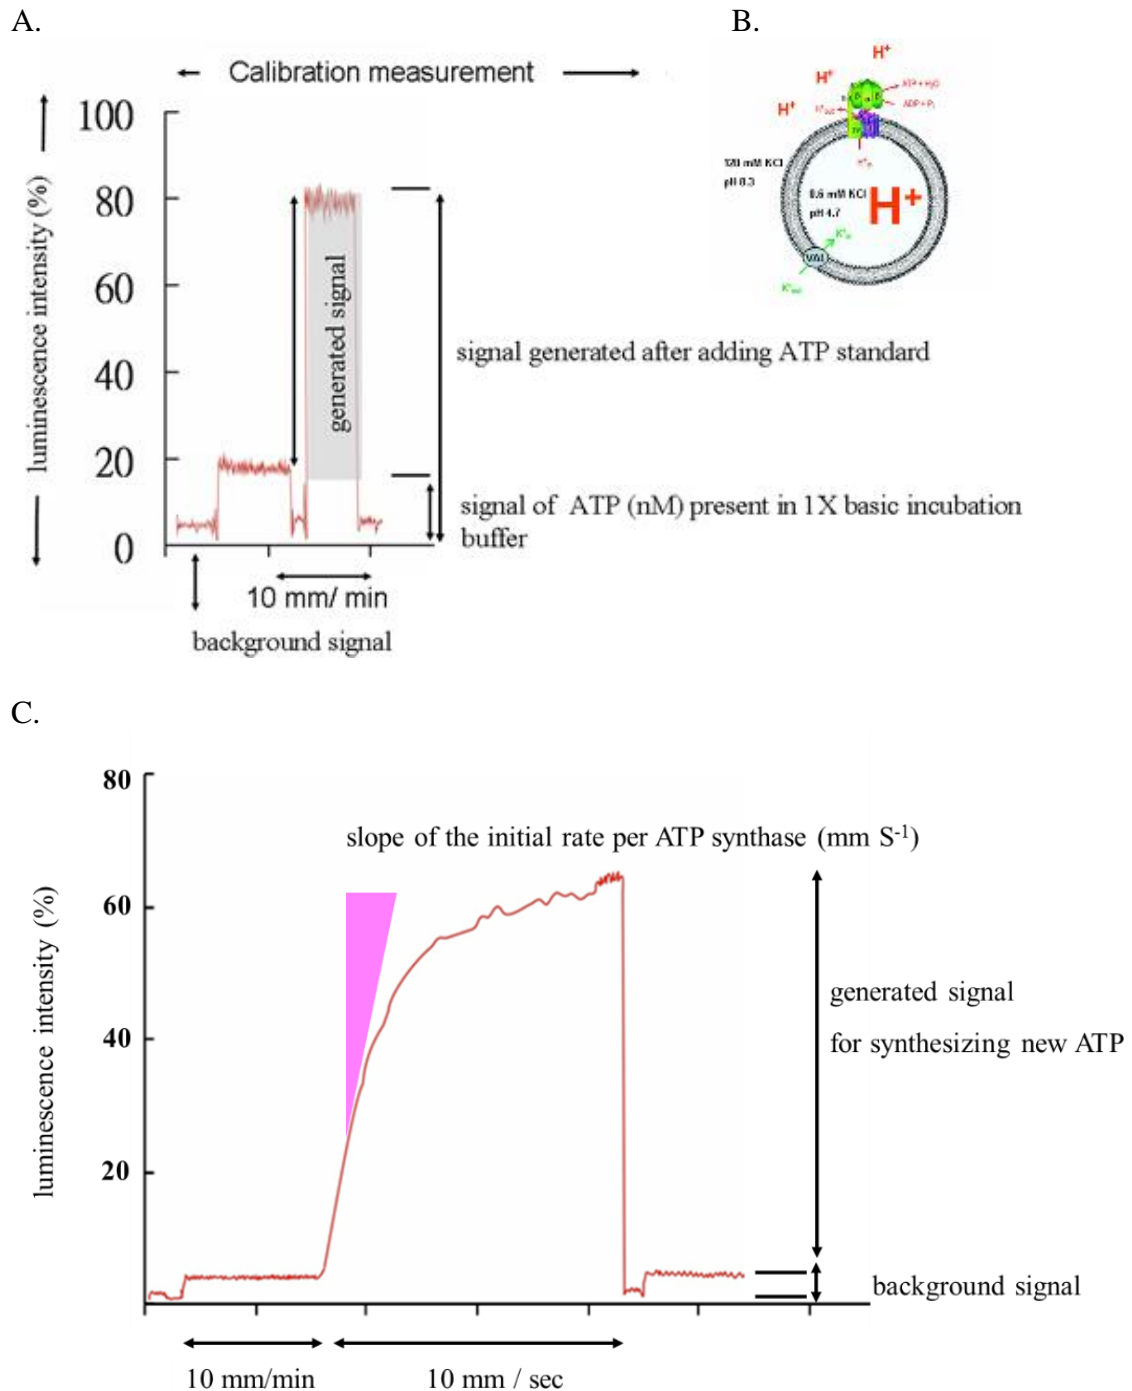 A.
B.
Calibration measurement
100
80
60
40
20
0
luminescence intensity (%)
generated signal
signal generated after adding ATP standard
signal of ATP (nM) present in 1X basic incubation
buffer
10 mm/ min
background signal
H+
H+
H+
ATP + H₂O
ADP + Pᵢ
120 mM KCl
pH 8.3
0.6 mM KCl
pH 4.7
H+
VAL
C.
80
60
40
20
luminescence intensity (%)
slope of the initial rate per ATP synthase (mm S⁻¹)
generated signal
for synthesizing new ATP
background signal
10 mm/min
10 mm / sec